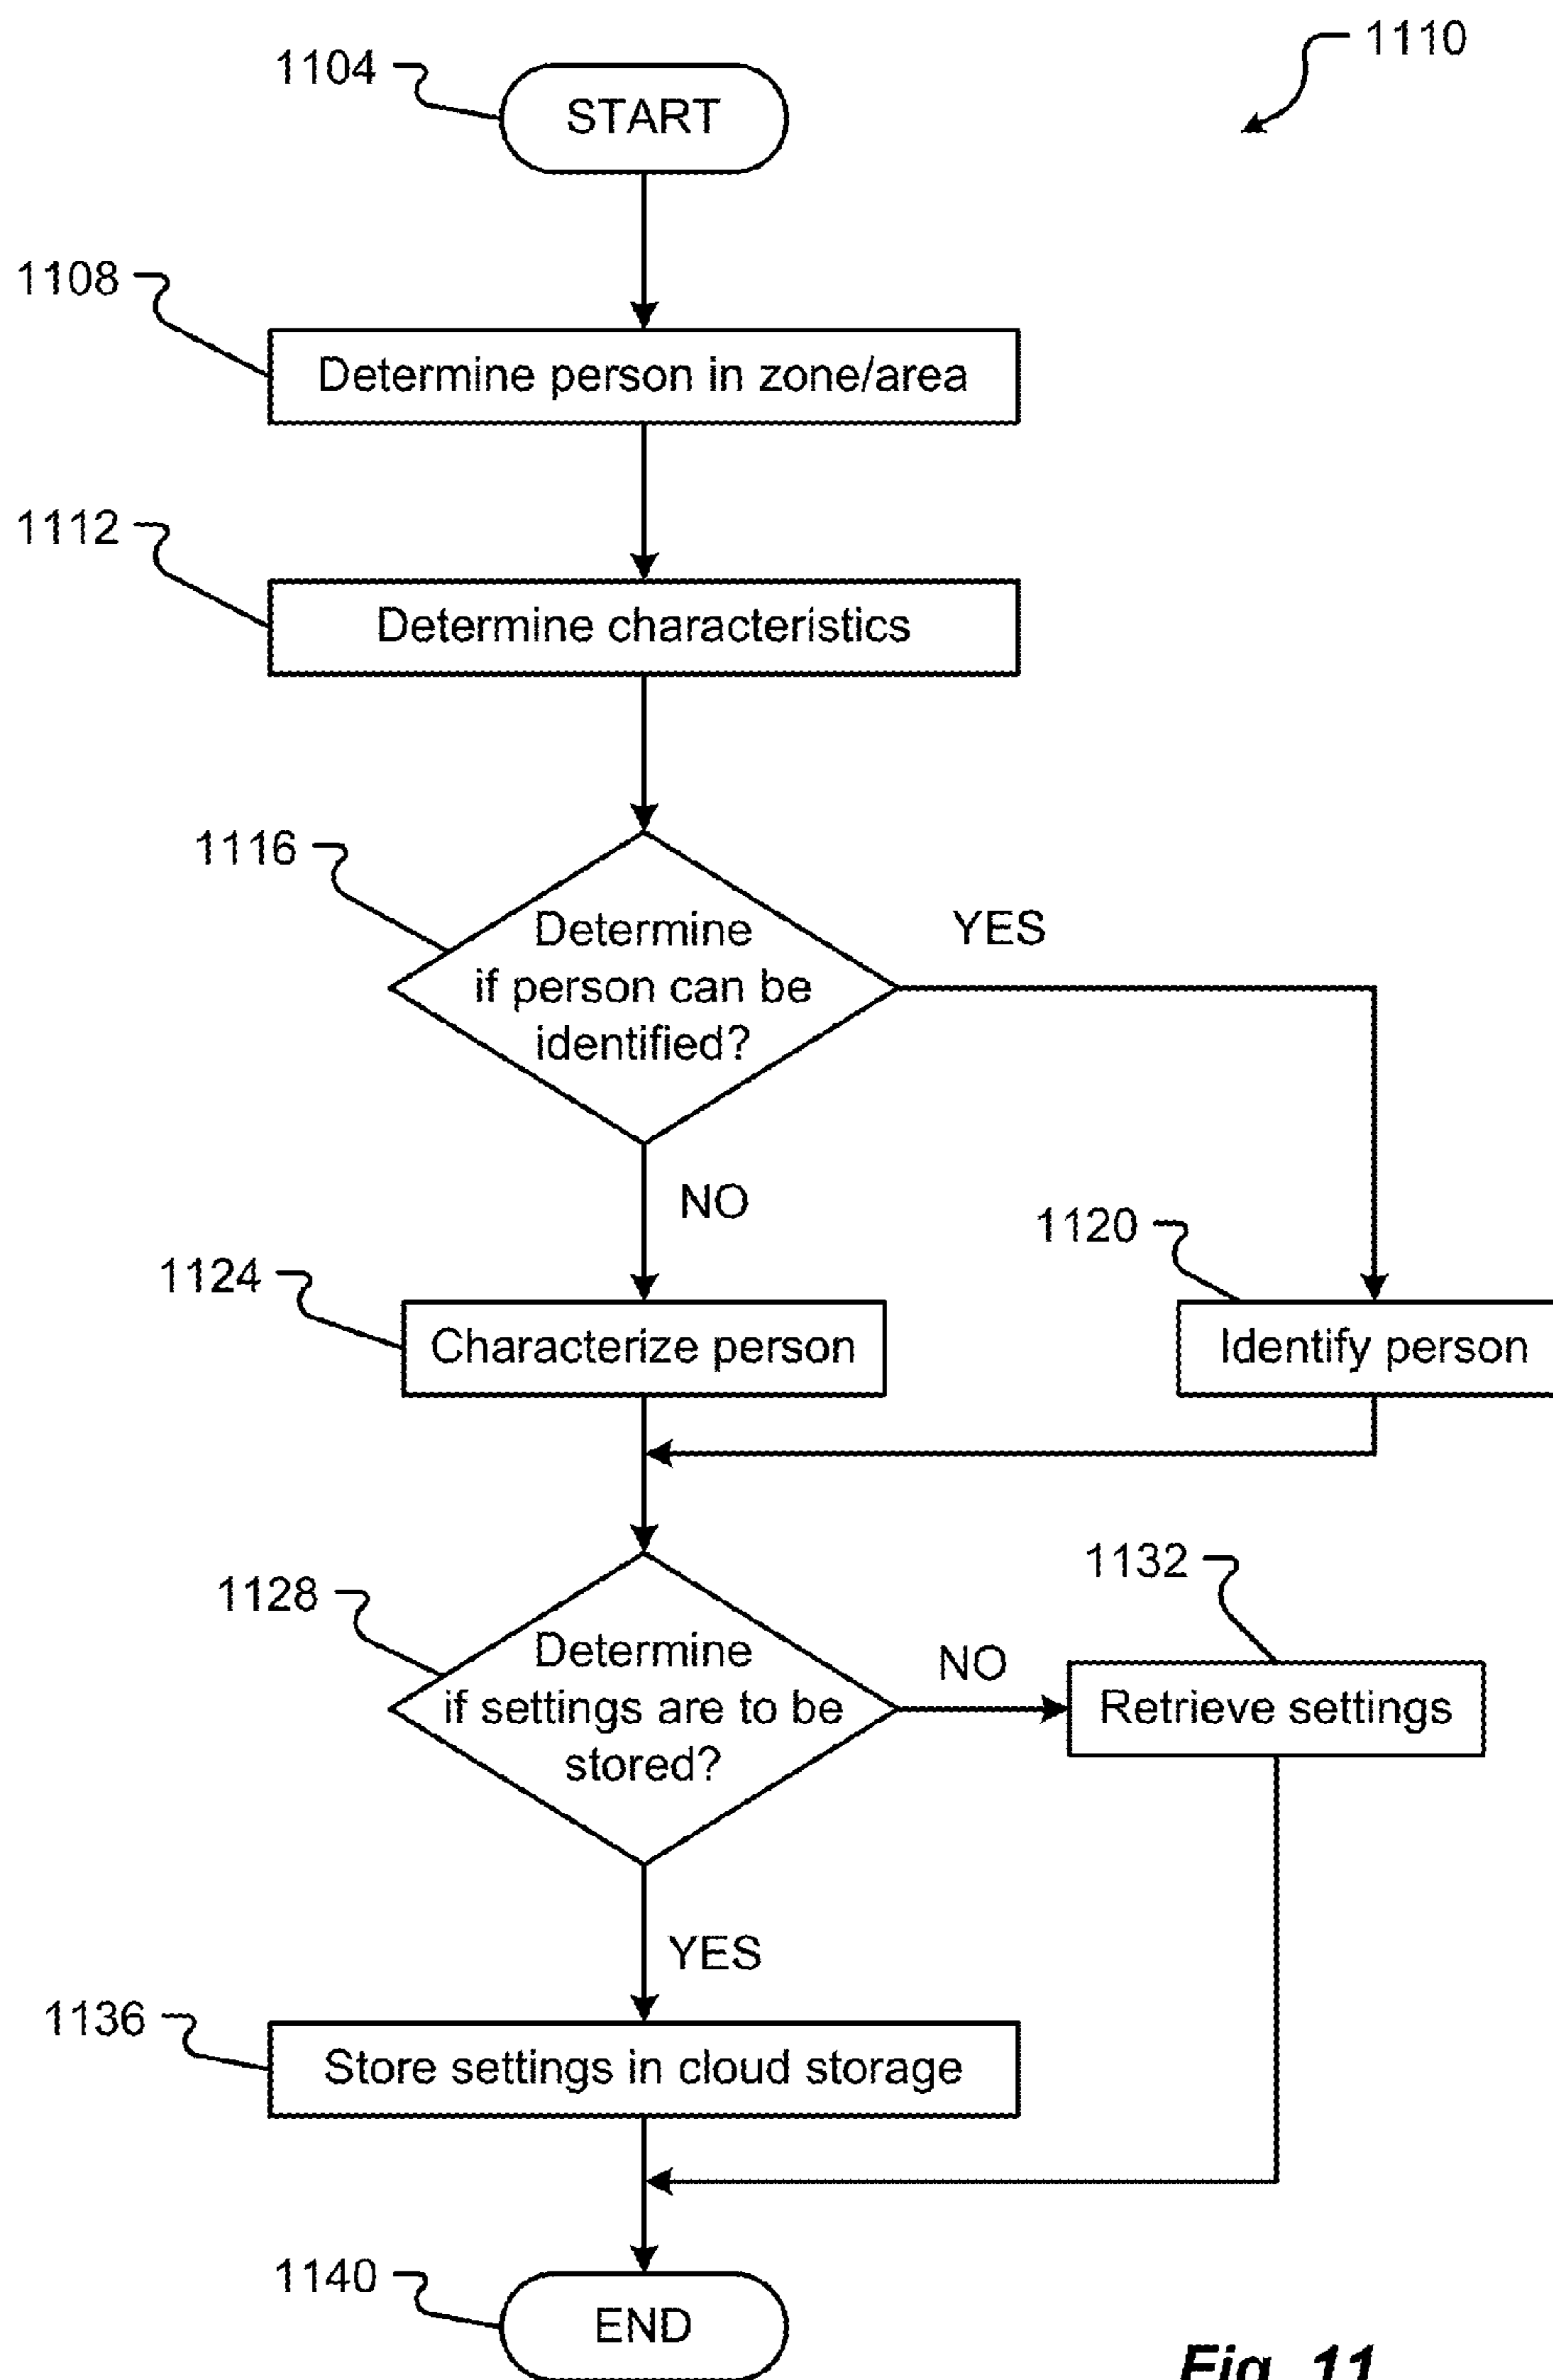 1110
1104
START
1108
Determine person in zone/area
1112
Determine characteristics
1116
Determine
if person can be
identified?
YES
NO
1120
1124
Characterize person
Identify person
1128
1132
Determine
if settings are to be
stored?
NO
Retrieve settings
YES
1136
Store settings in cloud storage
1140
END
Fig. 11